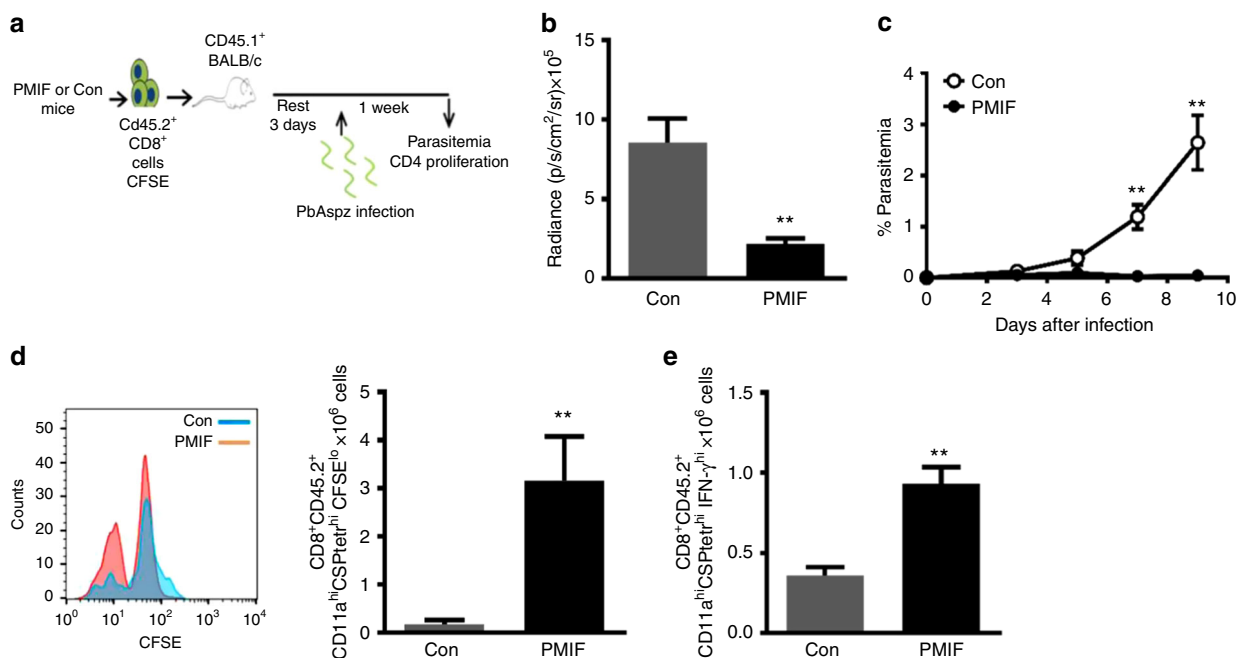 a
PMIF or Con
mice
Cd45.2⁺
CD8⁺
cells
CFSE
CD45.1⁺
BALB/c
Rest
3 days
1 week
PbAspz infection
Parasitemia
CD4 proliferation
b
Radiance (p/s/cm²/sr)×10⁵
15
10
5
0
**
Con
PMIF
c
% Parasitemia
4
3
2
1
0
Con
PMIF
**
**
0 2 4 6 8 10
Days after infection
d
Counts
50
40
30
20
10
0
Con
PMIF
10⁰ 10¹ 10² 10³ 10⁴
CFSE
CD8⁺CD45.2⁺
CD11aʰⁱCSPtetrʰⁱ CFSEˡᵒ ×10⁶ cells
5
4
3
2
1
0
**
Con
PMIF
e
CD8⁺CD45.2⁺
CD11aʰⁱCSPtetrʰⁱ IFN-γʰⁱ ×10⁶ cells
1.5
1.0
0.5
0.0
**
Con
PMIF